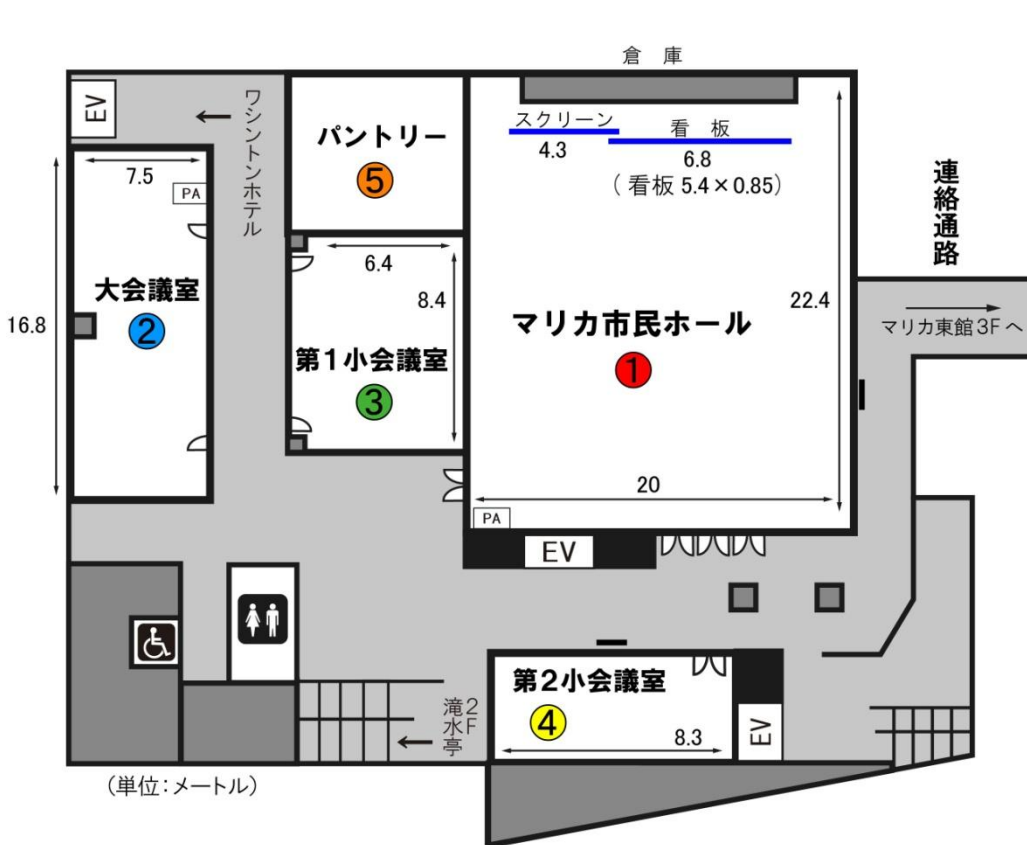 倉 庫
EV
← ワシントンホテル
パントリー
⑤
スクリーン
4.3
看 板
6.8
(看板 5.4×0.85)
7.5
PA
大会議室
②
16.8
6.4
8.4
第1小会議室
③
マリカ市民ホール
①
22.4
20
PA
連絡通路
→
マリカ東館3Fへ
EV
第2小会議室
④
8.3
EV
2F
滝水亭
←
(単位:メートル)